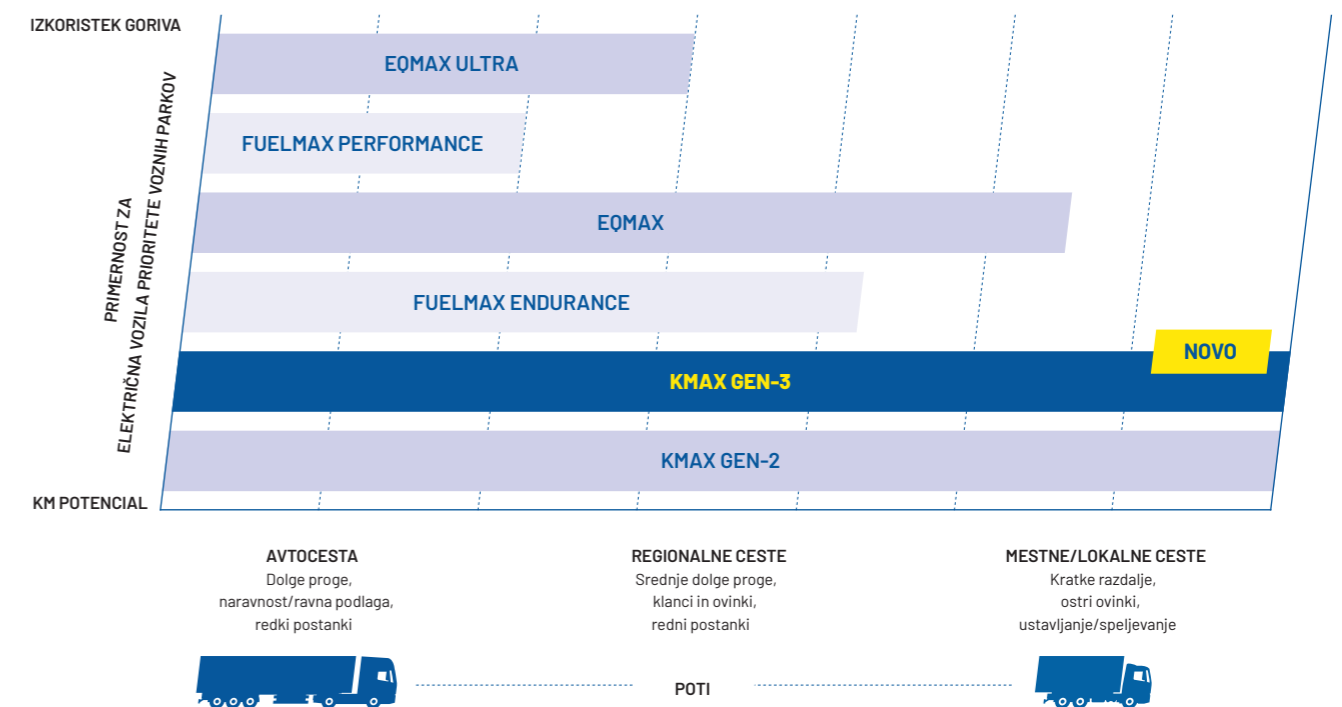 IZKORISTEK GORIVA
PRIMERNOST ZA
ELEKTRIČNA VOZILA PRIORITETE VOZNIH PARKOV
EQMAX ULTRA
FUELMAX PERFORMANCE
EQMAX
FUELMAX ENDURANCE
NOVO
KMAX GEN-3
KMAX GEN-2
KM POTENCIAL
AVTOCESTA
Dolge proge,
naravnost/ravna podlaga,
redki postanki
REGIONALNE CESTE
Srednje dolge proge,
klanci in ovinki,
redni postanki
MESTNE/LOKALNE CESTE
Kratke razdalje,
ostri ovinki,
ustavljanje/speljevanje
POTI